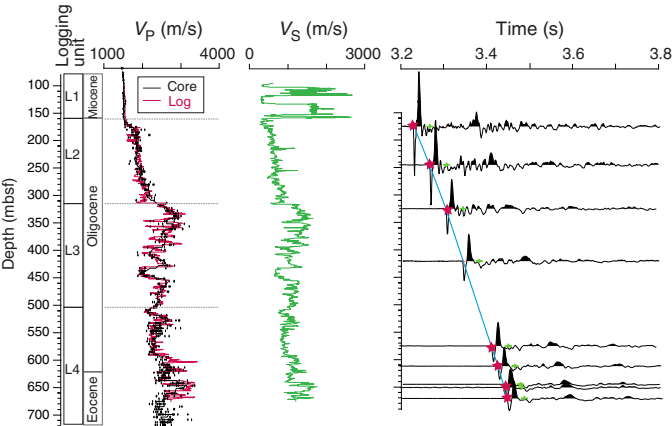 Logging
unit
V_P (m/s)
1000
4000
V_S (m/s)
0
3000
Time (s)
3.2
3.4
3.6
3.8
Depth (mbsf)
100
150
200
250
300
350
400
450
500
550
600
650
700
L1
L2
L3
L4
Miocene
Oligocene
Eocene
Core
Log